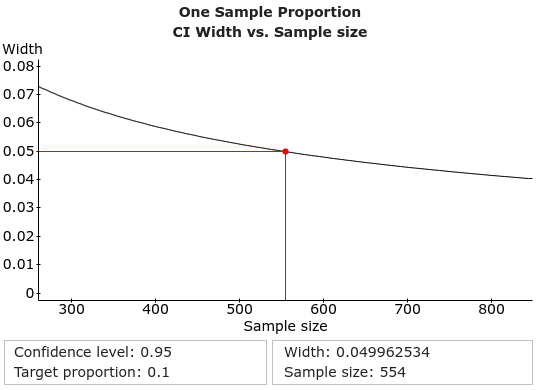 One Sample Proportion
CI Width vs. Sample size
Width
0.08
0.07
0.06
0.05
0.04
0.03
0.02
0.01
0
300 400 500 600 700 800
Sample size
Confidence level: 0.95
Target proportion: 0.1
Width: 0.049962534
Sample size: 554